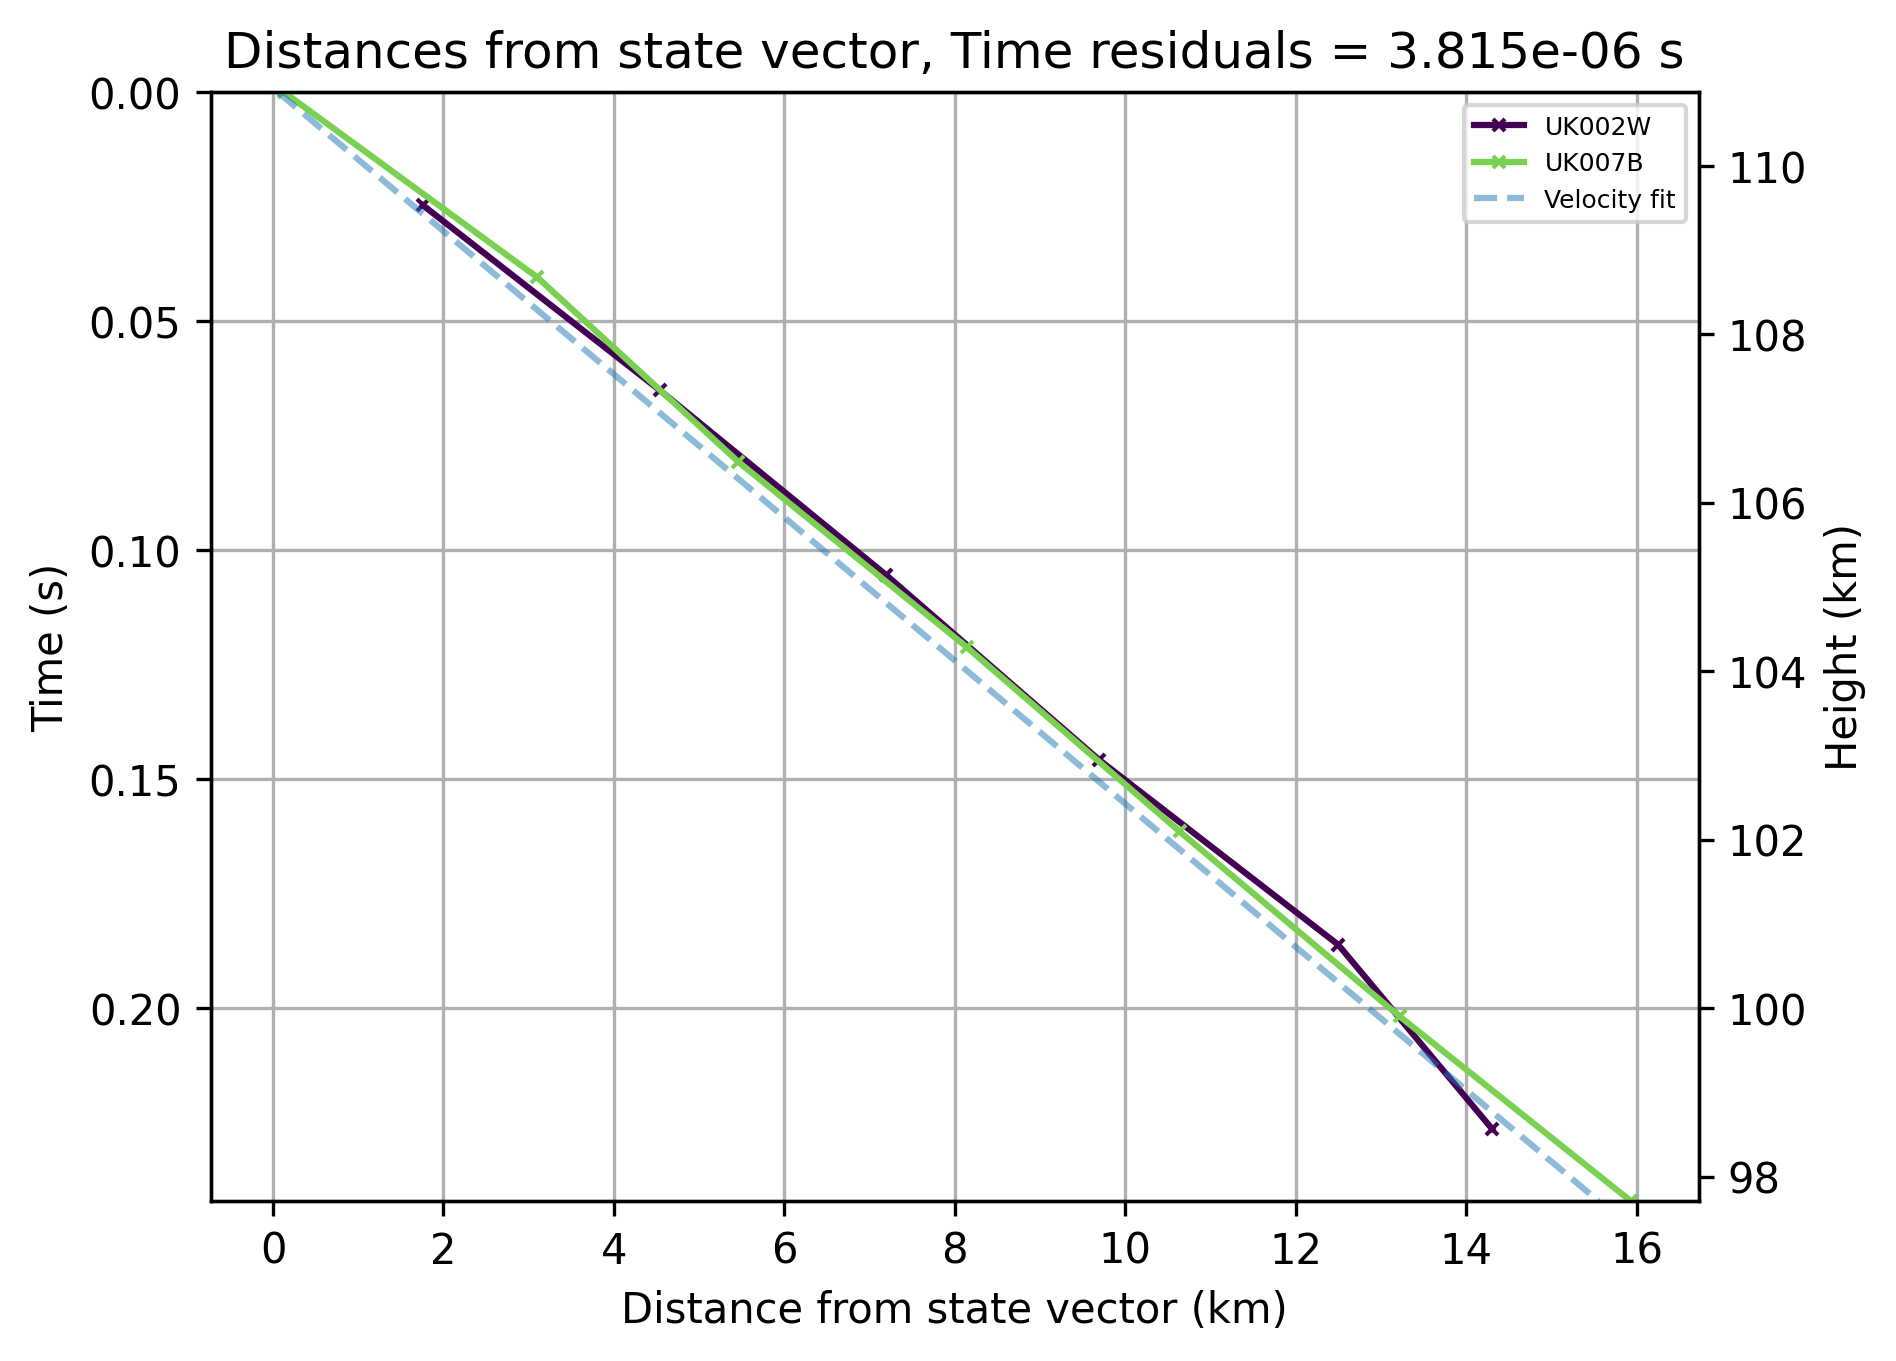 Distances from state vector, Time residuals = 3.815e-06 s
UK002W
UK007B
Velocity fit
Time (s)
0.00
0.05
0.10
0.15
0.20
110
108
106
104
102
100
98
Height (km)
0 2 4 6 8 10 12 14 16
Distance from state vector (km)